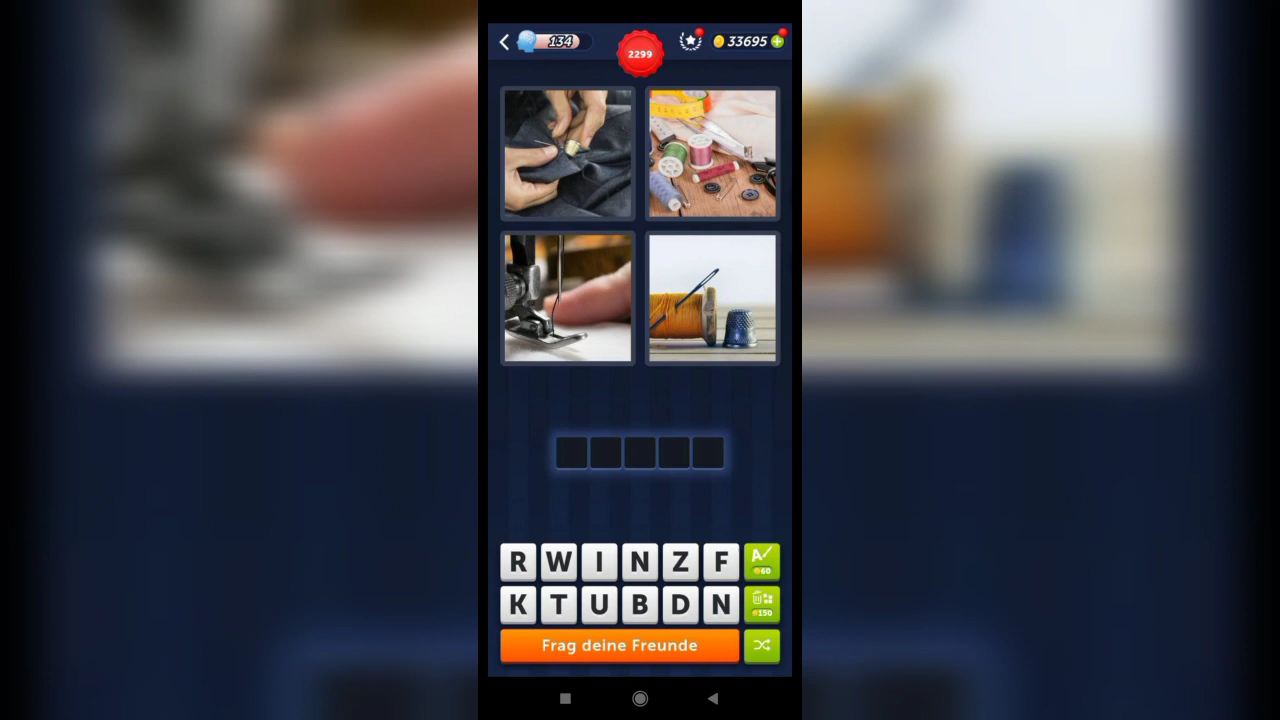 134
2299
33695
R W I N Z F
A
60
K T U B D N
150
Frag deine Freunde